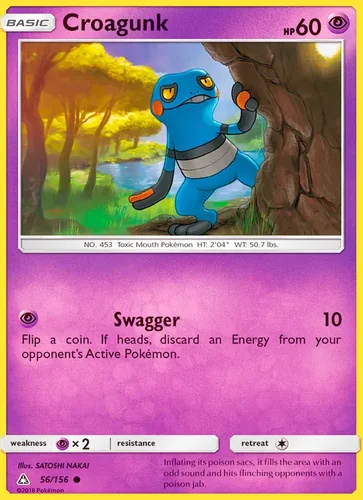 BASIC Croagunk HP60
NO. 453 Toxic Mouth Pokémon HT: 2'04" WT: 50.7 lbs.
Swagger 10
Flip a coin. If heads, discard an Energy from your
opponent's Active Pokémon.
weakness ×2 resistance retreat
Illus. SATOSHI NAKAI
56/156
©2018 Pokémon
Inflating its poison sacs, it fills the area with an
odd sound and hits flinching opponents with a
poison jab.